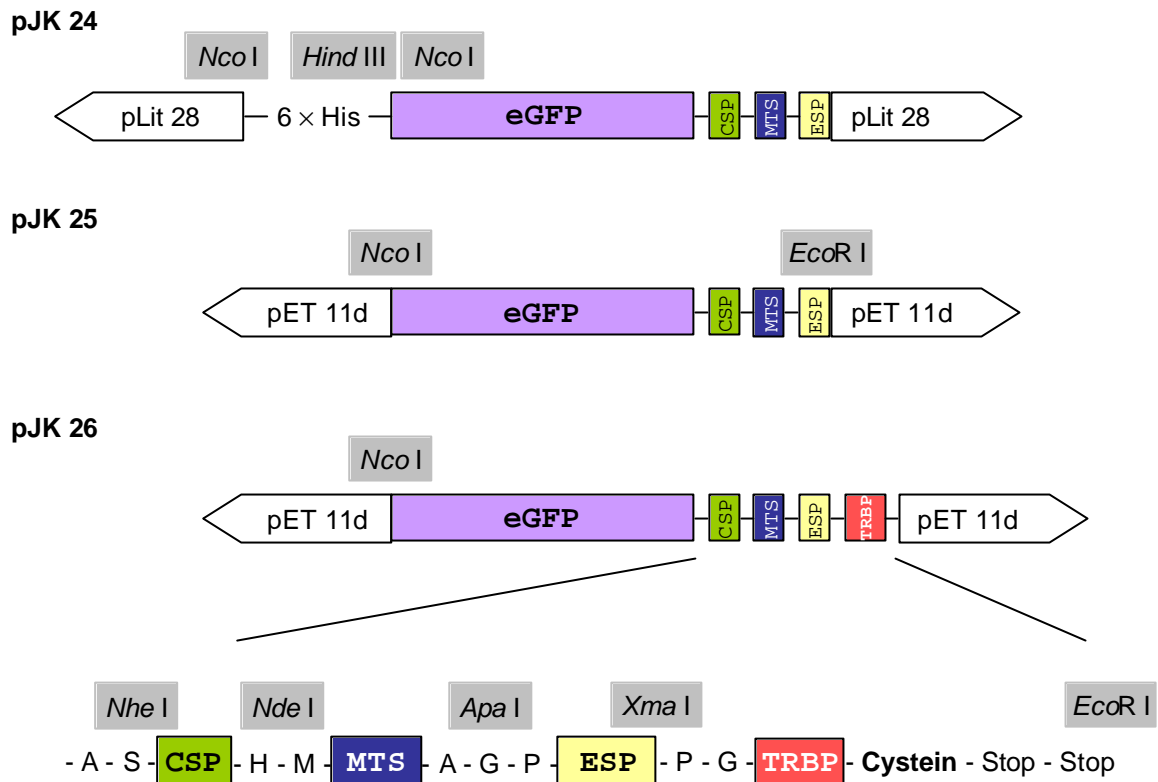 pJK 24
Nco I Hind III Nco I
pLit 28 6 × His eGFP CSP MTS ESP pLit 28
pJK 25
Nco I EcoR I
pET 11d eGFP CSP MTS ESP pET 11d
pJK 26
Nco I
pET 11d eGFP CSP MTS ESP TRBP pET 11d
Nhe I Nde I Apa I Xma I EcoR I
- A - S - CSP - H - M - MTS - A - G - P - ESP - P - G - TRBP - Cystein - Stop - Stop